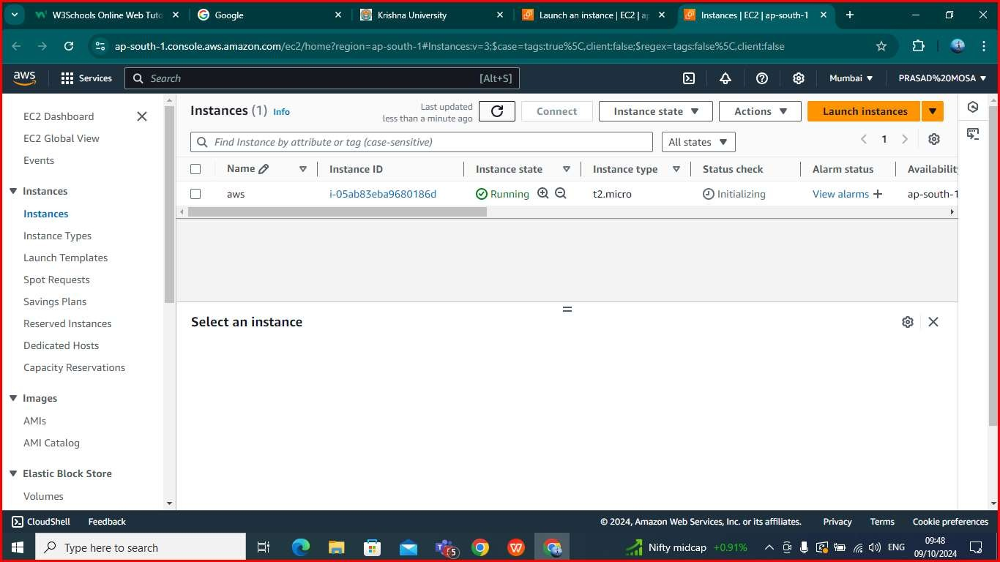 W3Schools Online Web Tuto
Google
Krishna University
Launch an instance | EC2 | ap
Instances | EC2 | ap-south-1
ap-south-1.console.aws.amazon.com/ec2/home?region=ap-south-1#Instances:v=3;$case=tags:true%5C,client:false;$regex=tags:false%5C,client:false
aws
Services
Search
[Alt+S]
Mumbai
PRASAD%20MOSA
EC2 Dashboard
EC2 Global View
Events
Instances
Instances
Instance Types
Launch Templates
Spot Requests
Savings Plans
Reserved Instances
Dedicated Hosts
Capacity Reservations
Images
AMIs
AMI Catalog
Elastic Block Store
Volumes
Instances (1) Info
Last updated
less than a minute ago
Connect
Instance state
Actions
Launch instances
Find Instance by attribute or tag (case-sensitive)
All states
1
Name
Instance ID
Instance state
Instance type
Status check
Alarm status
Availability
aws
i-05ab83eba9680186d
Running
t2.micro
Initializing
View alarms +
ap-south-1
Select an instance
CloudShell
Feedback
© 2024, Amazon Web Services, Inc. or its affiliates.
Privacy
Terms
Cookie preferences
Type here to search
5
Nifty midcap +0.91%
ENG
09:48
09/10/2024